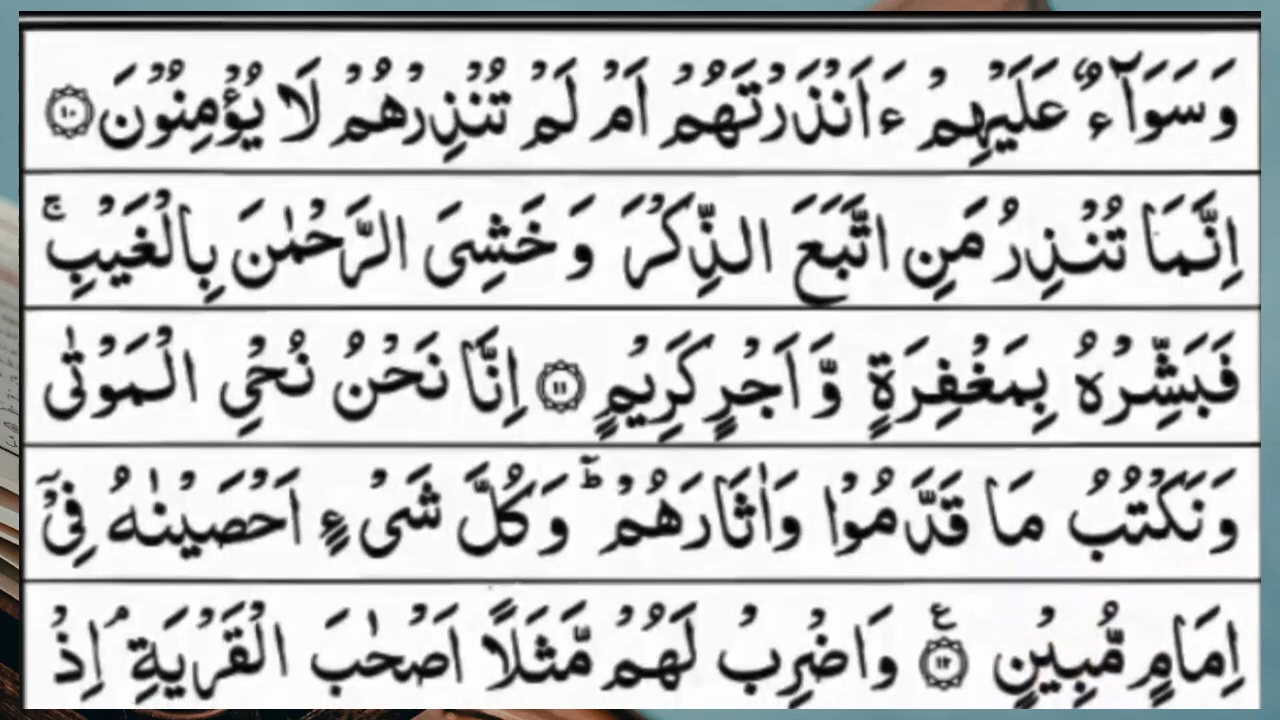 وَسَوَآءٌ عَلَيْهِمْ ءَاَنْذَرْتَهُمْ اَمْ لَمْ تُنْذِرْهُمْ لَا يُؤْمِنُوْنَ ۝۱۰
اِنَّمَا تُنْذِرُ مَنِ اتَّبَعَ الذِّكْرَ وَخَشِىَ الرَّحْمٰنَ بِالْغَيْبِ ۚ
فَبَشِّرْهُ بِمَغْفِرَةٍ وَّاَجْرٍ كَرِيْمٍ ۝۱۱ اِنَّا نَحْنُ نُحْىِ الْمَوْتٰى
وَنَكْتُبُ مَا قَدَّمُوْا وَاٰثَارَهُمْ ؕ وَكُلَّ شَىْءٍ اَحْصَيْنٰهُ فِىْۤ
اِمَامٍ مُّبِيْنٍ ۝۱۲ ع وَاضْرِبْ لَهُمْ مَّثَلًا اَصْحٰبَ الْقَرْيَةِ ۘ اِذْ